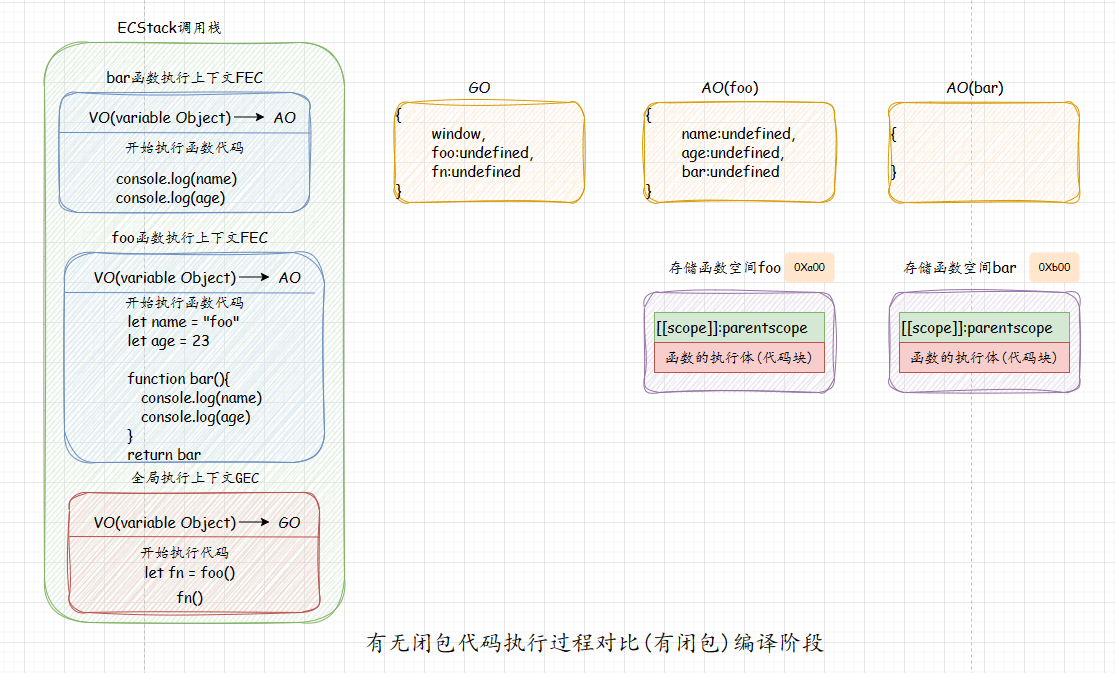 ECStack调用栈
bar函数执行上下文FEC
VO(variable Object) AO
开始执行函数代码
console.log(name)
console.log(age)
foo函数执行上下文FEC
VO(variable Object) AO
开始执行函数代码
let name = "foo"
let age = 23
function bar(){
console.log(name)
console.log(age)
}
return bar
全局执行上下文GEC
VO(variable Object) GO
开始执行代码
let fn = foo()
fn()
GO
{
window,
foo:undefined,
fn:undefined
}
AO(foo)
{
name:undefined,
age:undefined,
bar:undefined
}
AO(bar)
{
}
存储函数空间foo 0Xa00
[[scope]]:parentscope
函数的执行体(代码块)
存储函数空间bar 0Xb00
[[scope]]:parentscope
函数的执行体(代码块)
有无闭包代码执行过程对比(有闭包)编译阶段